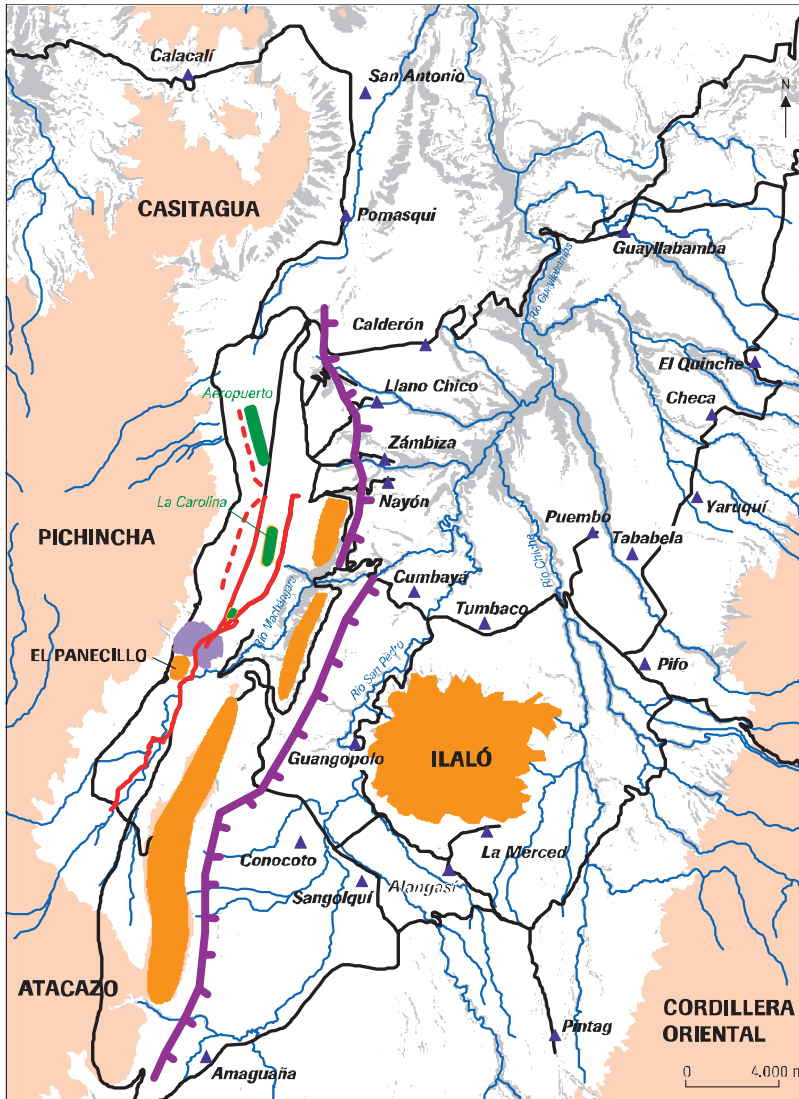 Calacalí
San Antonio
N
CASITAGUA
Pomasqui
Guayllabamba
Río Guayllabamba
Calderón
El Quinche
Aeropuerto
Llano Chico
Checa
Zámbiza
La Carolina
Nayón
Yaruquí
PICHINCHA
Puembo
Tababela
Río Chiche
Cumbayá
Río Machángara
Tumbaco
EL PANECILLO
Pifo
Río San Pedro
Guangopolo
ILALÓ
Conocoto
La Merced
Sangolquí
Alangasí
ATACAZO
CORDILLERA
ORIENTAL
Pintag
Amaguaña
0 4.000 m